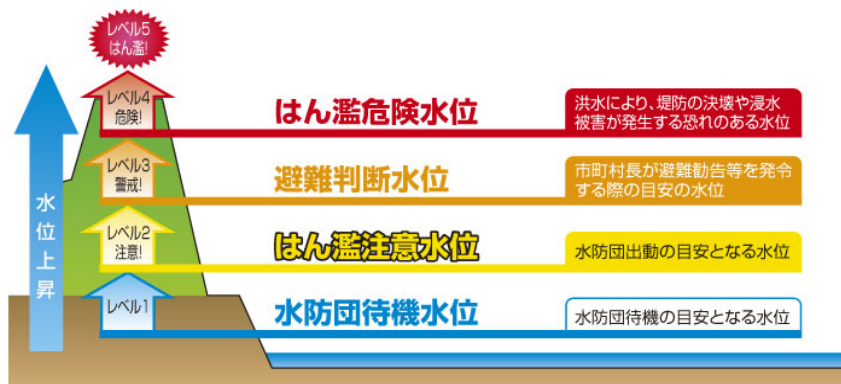 レベル5
はん濫!
レベル4
危険!
はん濫危険水位
洪水により、堤防の決壊や浸水
被害が発生する恐れのある水位
レベル3
警戒!
避難判断水位
市町村長が避難勧告等を発令
する際の目安の水位
レベル2
注意!
はん濫注意水位
水防団出動の目安となる水位
レベル1
水防団待機水位
水防団待機の目安となる水位
水位上昇